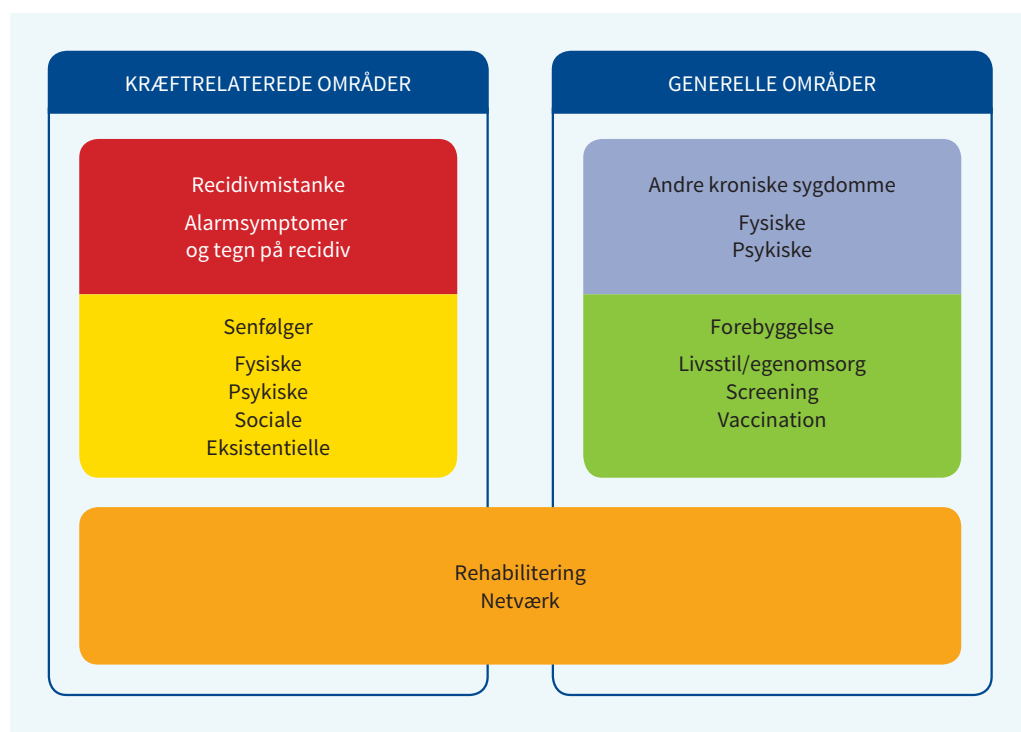 KRÆFTRELATEREDE OMRÅDER
Recidivmistanke
Alarmsymptomer
og tegn på recidiv
Senfølger
Fysiske
Psykiske
Sociale
Eksistentielle
GENERELLE OMRÅDER
Andre kroniske sygdomme
Fysiske
Psykiske
Forebyggelse
Livsstil/egenomsorg
Screening
Vaccination
Rehabilitering
Netværk